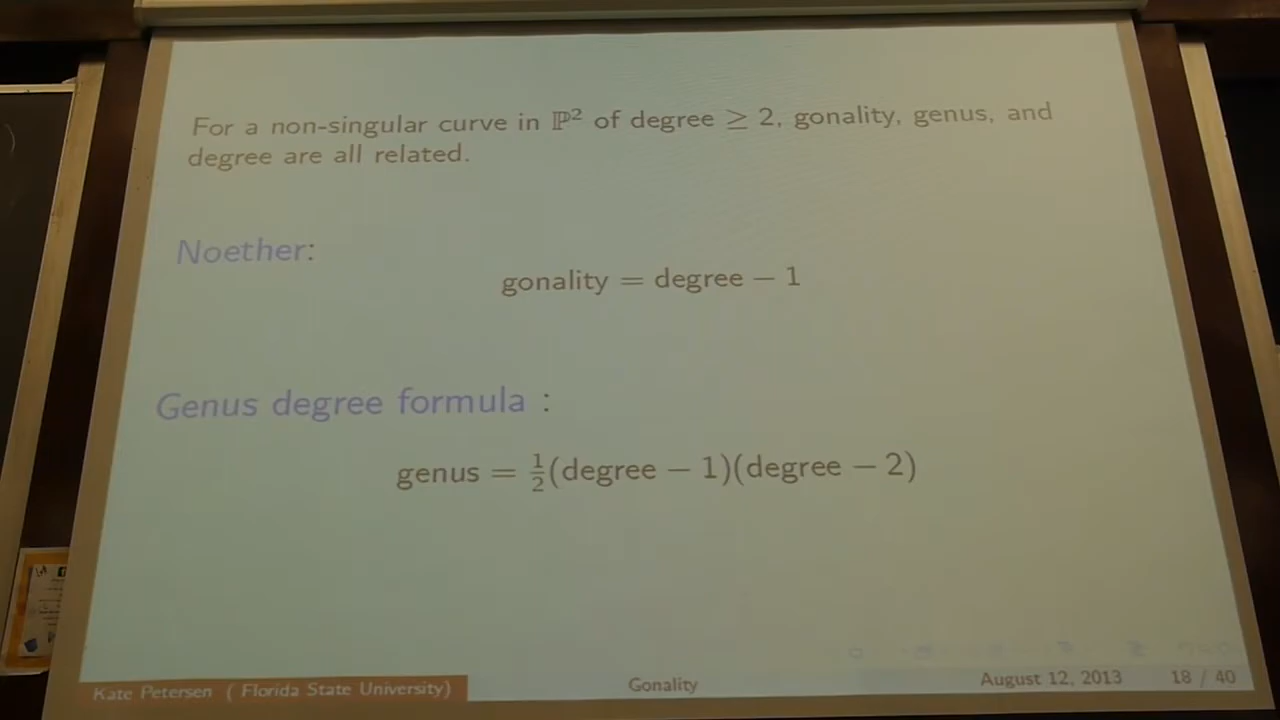 For a non-singular curve in ℙ² of degree ≥ 2, gonality, genus, and
degree are all related.
Noether:
gonality = degree − 1
Genus degree formula :
genus = ½(degree − 1)(degree − 2)
Kate Petersen ( Florida State University)
Gonality
August 12, 2013
18 / 40